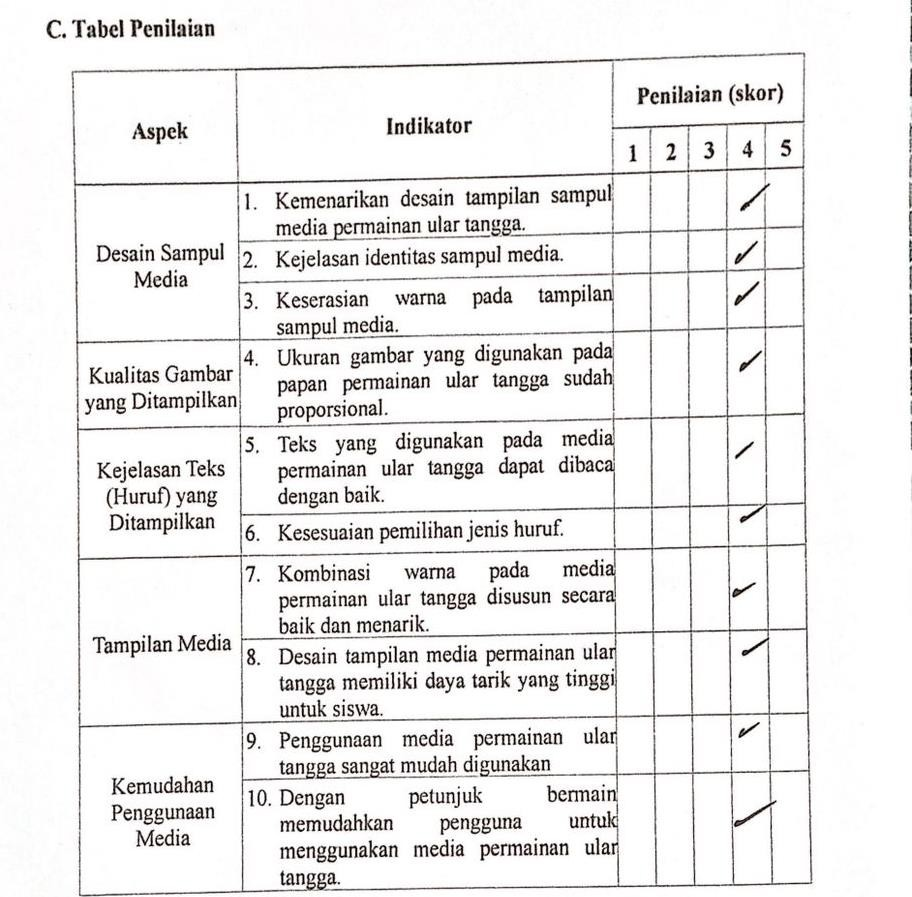 C. Tabel Penilaian
Aspek
Indikator
Penilaian (skor)
1 2 3 4 5
Desain Sampul
Media
1. Kemenarikan desain tampilan sampul
media permainan ular tangga.
✓
2. Kejelasan identitas sampul media.
✓
3. Keserasian warna pada tampilan
sampul media.
✓
Kualitas Gambar
yang Ditampilkan
4. Ukuran gambar yang digunakan pada
papan permainan ular tangga sudah
proporsional.
✓
Kejelasan Teks
(Huruf) yang
Ditampilkan
5. Teks yang digunakan pada media
permainan ular tangga dapat dibaca
dengan baik.
✓
6. Kesesuaian pemilihan jenis huruf.
✓
Tampilan Media
7. Kombinasi warna pada media
permainan ular tangga disusun secara
baik dan menarik.
✓
8. Desain tampilan media permainan ular
tangga memiliki daya tarik yang tinggi
untuk siswa.
✓
Kemudahan
Penggunaan
Media
9. Penggunaan media permainan ular
tangga sangat mudah digunakan
✓
10. Dengan petunjuk bermain
memudahkan pengguna untuk
menggunakan media permainan ular
tangga.
✓